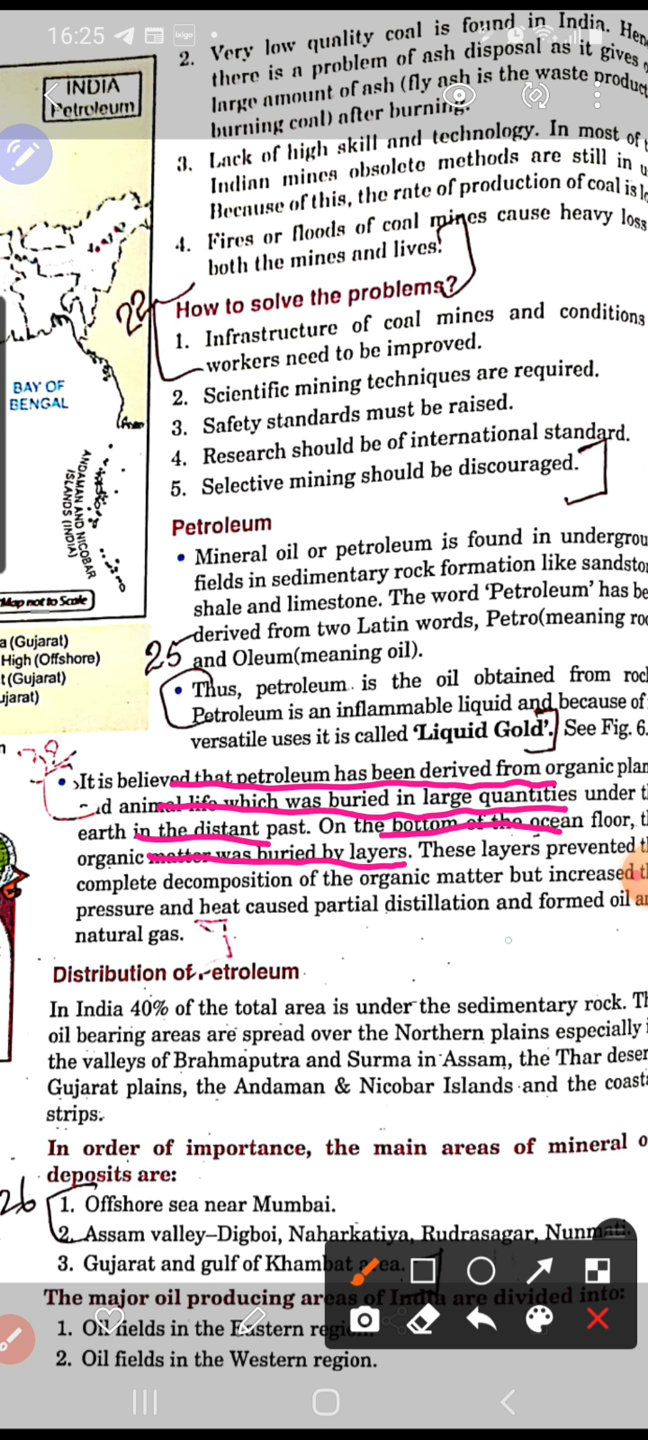 16:25
ixigo
INDIA
Petroleum
BAY OF
BENGAL
ANDAMAN AND NICOBAR
ISLANDS (INDIA)
Map not to Scale
a (Gujarat)
High (Offshore)
t (Gujarat)
ujarat)
2. Very low quality coal is found in India. Hen
there is a problem of ash disposal as it gives
large amount of ash (fly ash is the waste product
burning coal) after burning.
3. Lack of high skill and technology. In most of t
Indian mines obsolete methods are still in u
Because of this, the rate of production of coal is lo
4. Fires or floods of coal mines cause heavy loss
both the mines and lives.
22
How to solve the problems?
1. Infrastructure of coal mines and conditions
workers need to be improved.
2. Scientific mining techniques are required.
3. Safety standards must be raised.
4. Research should be of international standard.
5. Selective mining should be discouraged.
Petroleum
• Mineral oil or petroleum is found in undergrou
fields in sedimentary rock formation like sandsto
shale and limestone. The word 'Petroleum' has be
derived from two Latin words, Petro(meaning roc
25 and Oleum(meaning oil).
• Thus, petroleum is the oil obtained from rock
Petroleum is an inflammable liquid and because of
versatile uses it is called 'Liquid Gold'. See Fig. 6.
• It is believed that petroleum has been derived from organic plan
d animal life which was buried in large quantities under t
earth in the distant past. On the bottom of the ocean floor, t
organic matter was buried by layers. These layers prevented t
complete decomposition of the organic matter but increased t
pressure and heat caused partial distillation and formed oil a
natural gas.
Distribution of Petroleum
In India 40% of the total area is under the sedimentary rock. Th
oil bearing areas are spread over the Northern plains especially i
the valleys of Brahmaputra and Surma in Assam, the Thar deser
Gujarat plains, the Andaman & Nicobar Islands and the coasta
strips.
In order of importance, the main areas of mineral o
deposits are:
26
1. Offshore sea near Mumbai.
2. Assam valley–Digboi, Naharkatiya, Rudrasagar, Nunmati.
3. Gujarat and gulf of Khambat area.
The major oil producing areas of India are divided into:
1. Oil fields in the Eastern region.
2. Oil fields in the Western region.